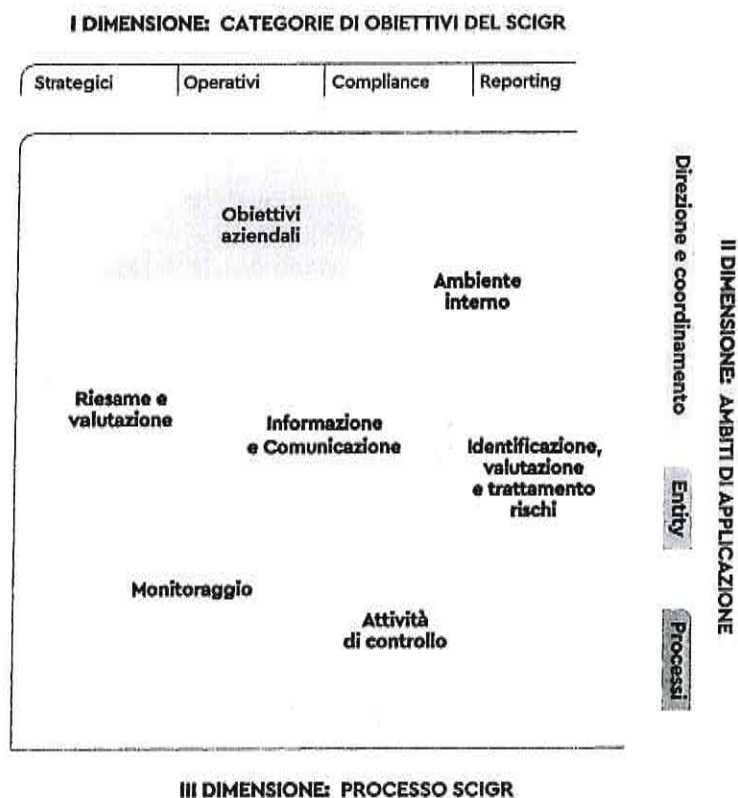 I DIMENSIONE: CATEGORIE DI OBIETTIVI DEL SCIGR
Strategici
Operativi
Compliance
Reporting
Obiettivi
aziendali
Ambiente
interno
Riesame e
valutazione
Informazione
e Comunicazione
Identificazione,
valutazione
e trattamento
rischi
Monitoraggio
Attività
di controllo
Direzione e coordinamento
Entity
Processi
II DIMENSIONE: AMBITI DI APPLICAZIONE
III DIMENSIONE: PROCESSO SCIGR